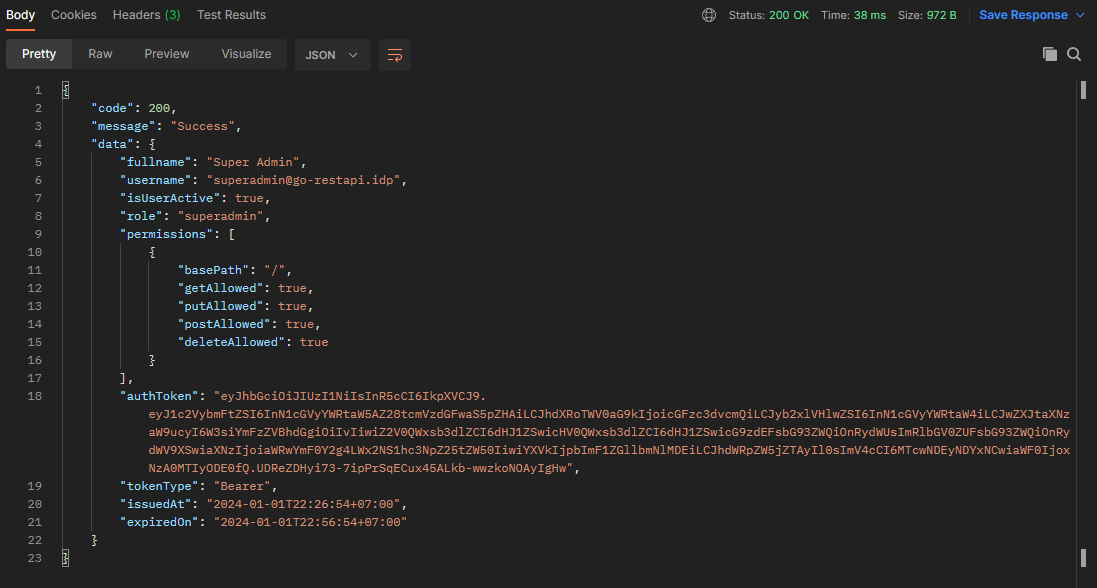 Body Cookies Headers (3) Test Results Status: 200 OK Time: 38 ms Size: 972 B Save Response
Pretty Raw Preview Visualize JSON
1 {
2 "code": 200,
3 "message": "Success",
4 "data": {
5 "fullname": "Super Admin",
6 "username": "superadmin@go-restapi.idp",
7 "isUserActive": true,
8 "role": "superadmin",
9 "permissions": [
10 {
11 "basePath": "/",
12 "getAllowed": true,
13 "putAllowed": true,
14 "postAllowed": true,
15 "deleteAllowed": true
16 }
17 ],
18 "authToken": "eyJhbGciOiJIUzI1NiIsInR5cCI6IkpXVCJ9.
eyJ1c2VybmFtZSI6InN1cGVyYWRtaW5AZ28tcmVzdGFwaS5pZHAiLCJhdXRoTWV0aG9kIjoicGFzc3dvcmQiLCJyb2xlVHlwZSI6InN1cGVyYWRtaW4iLCJwZXJtaXNz
aW9ucyI6W3siYmFzZVBhdGgiOiIvIiwiZ2V0QWxsb3dlZCI6dHJ1ZSwicHV0QWxsb3dlZCI6dHJ1ZSwicG9zdEFsbG93ZWQiOnRydWUsImRlbGV0ZUFsbG93ZWQiOnRy
dWV9XSwiaXNzIjoiaWRwYmF0Y2g4LWx2NS1hc3NpZ25tZW50IiwiYXVkIjpbImF1ZGllbmNlMDEiLCJhdWRpZW5jZTAyIl0sImV4cCI6MTcwNDEyNDYxNCwiaWF0Ijox
NzA0MTIyODE0fQ.UDReZDHyi73-7ipPrSqECux45ALkb-wwzkoNOAyIgHw",
19 "tokenType": "Bearer",
20 "issuedAt": "2024-01-01T22:26:54+07:00",
21 "expiredOn": "2024-01-01T22:56:54+07:00"
22 }
23 }